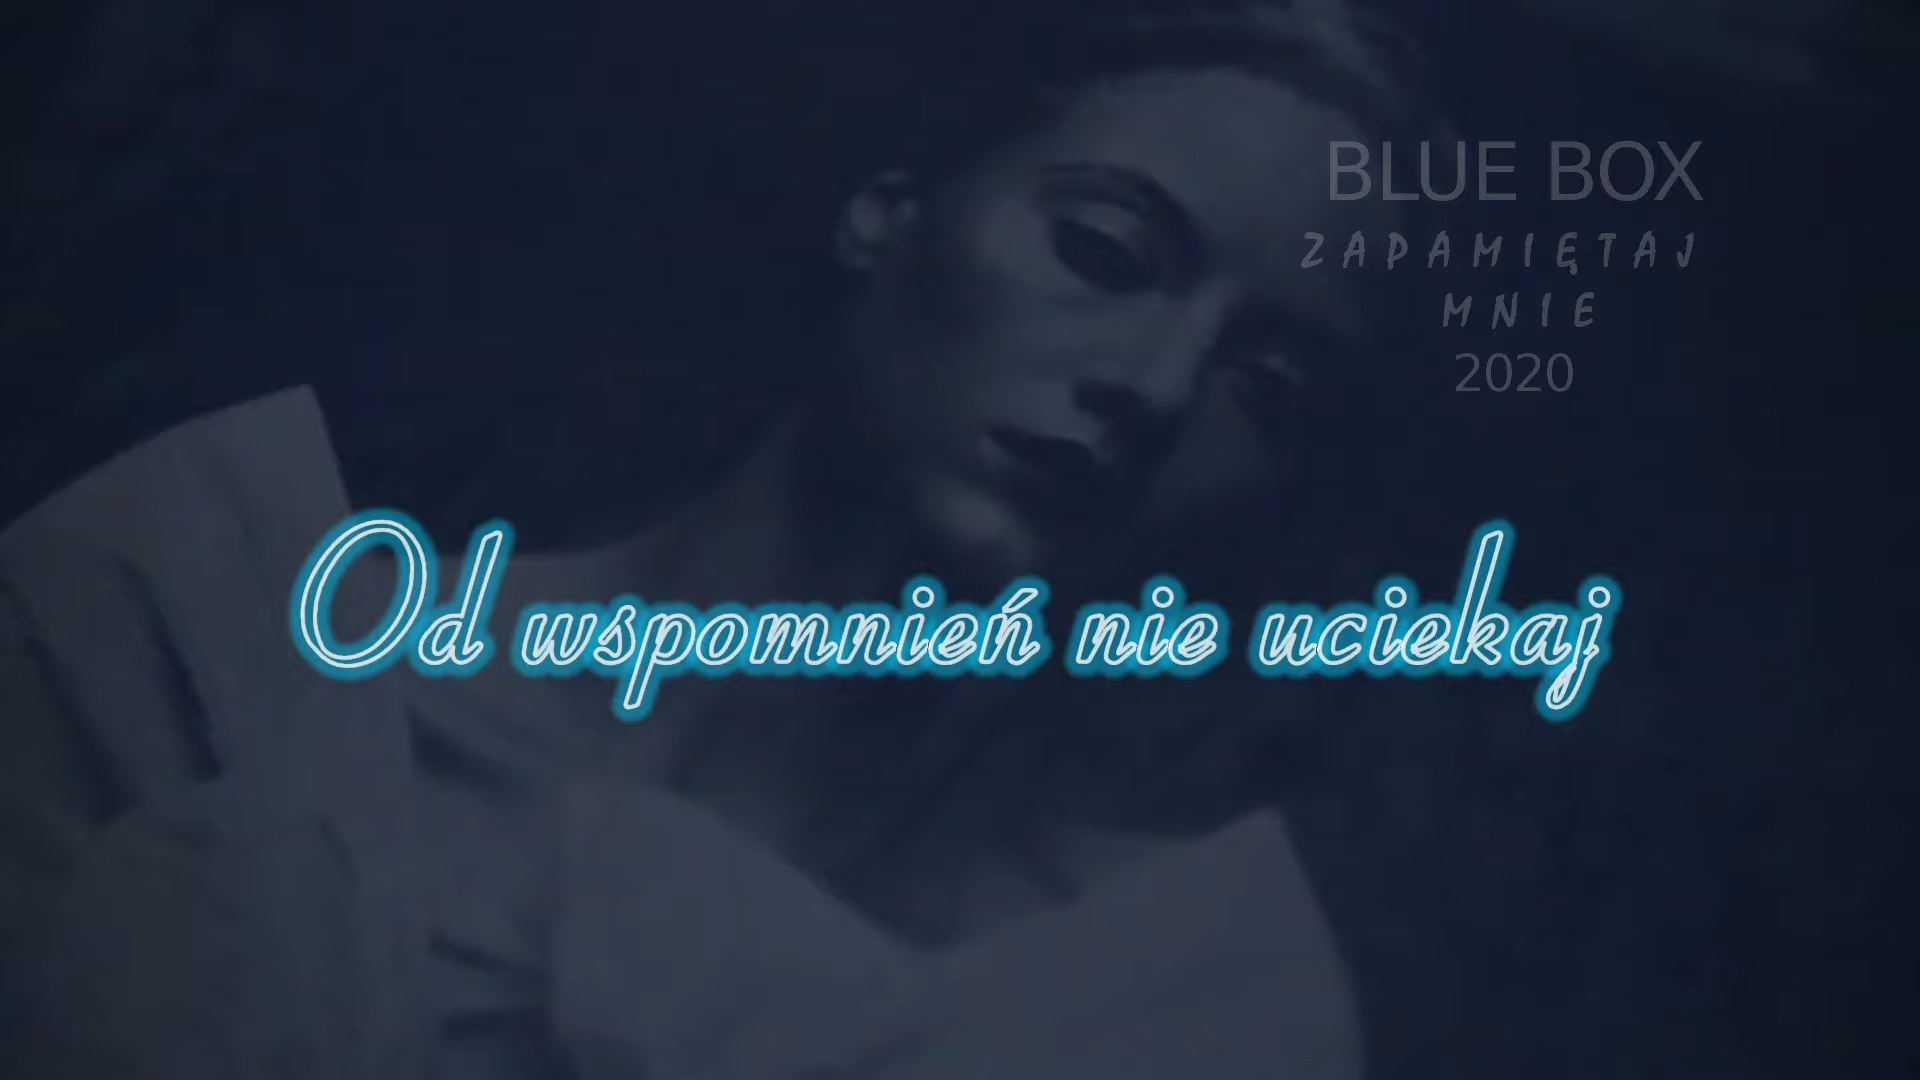 BLUE BOX
ZAPAMIĘTAJ
MNIE
2020
Od wspomnień nie uciekaj